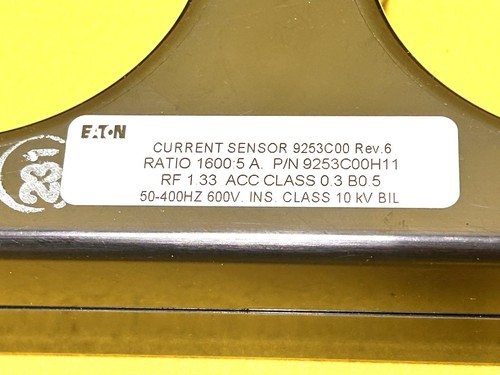 EATON
CURRENT SENSOR 9253C00 Rev.6
RATIO 1600:5 A. P/N 9253C00H11
RF 1.33 ACC CLASS 0.3 B0.5
50-400HZ 600V. INS. CLASS 10 kV BIL